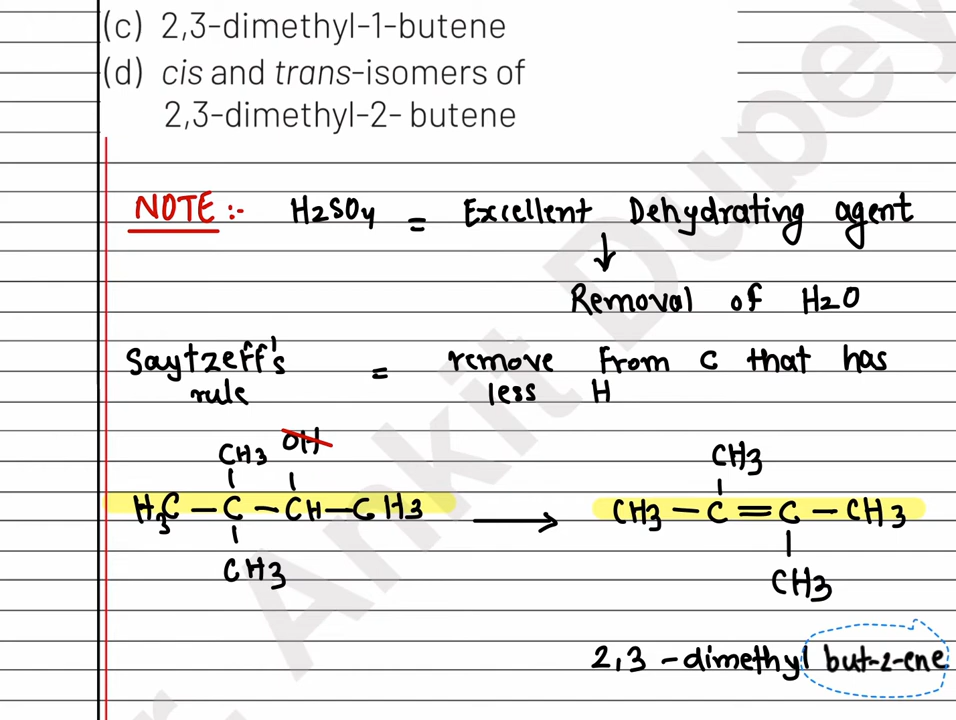 (c) 2,3-dimethyl-1-butene
(d) cis and trans-isomers of
2,3-dimethyl-2- butene
NOTE :- H2SO4 = Excellent Dehydrating agent
↓
Removal of H2O
Saytzeff's rule = remove from C that has less H
CH3 OH
H3C — C — CH — CH3 → CH3 — C = C — CH3
CH3
CH3
CH3
2,3 - dimethyl but-2-ene
Ankit Dubey